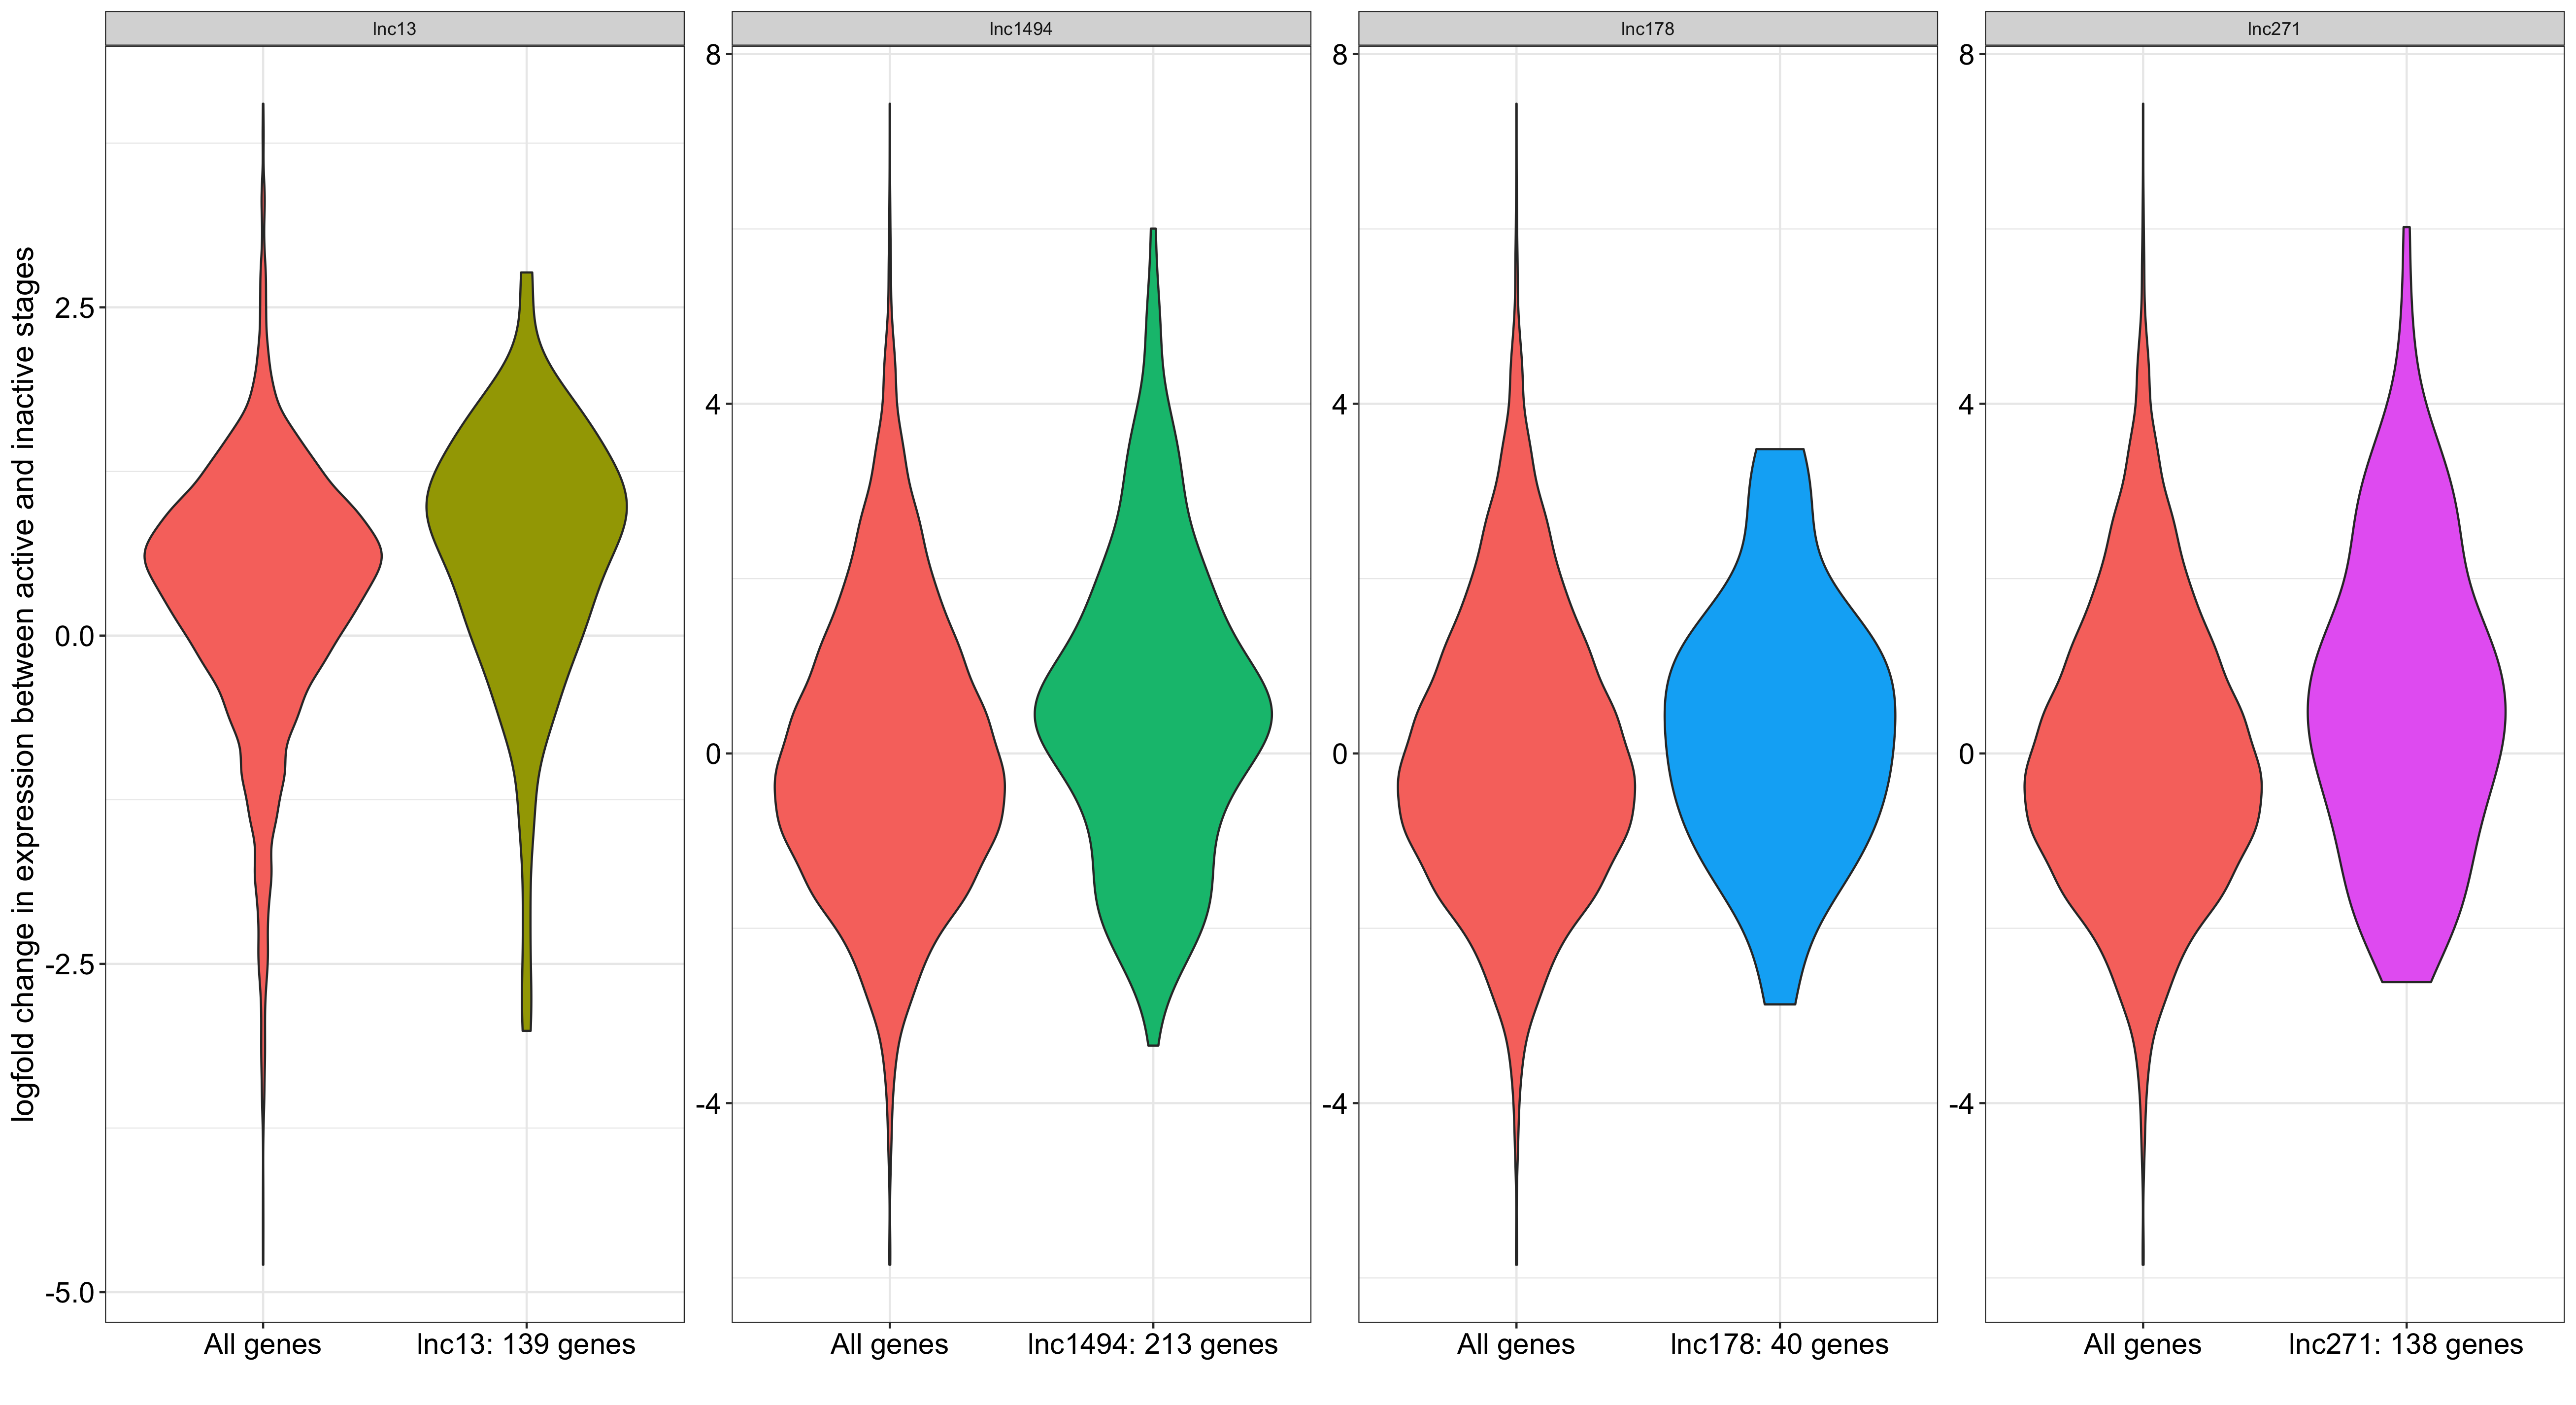 logfold change in expression between active and inactive stages
lnc13
2.5
0.0
-2.5
-5.0
All genes
lnc13: 139 genes
lnc1494
8
4
0
-4
All genes
lnc1494: 213 genes
lnc178
8
4
0
-4
All genes
lnc178: 40 genes
lnc271
8
4
0
-4
All genes
lnc271: 138 genes